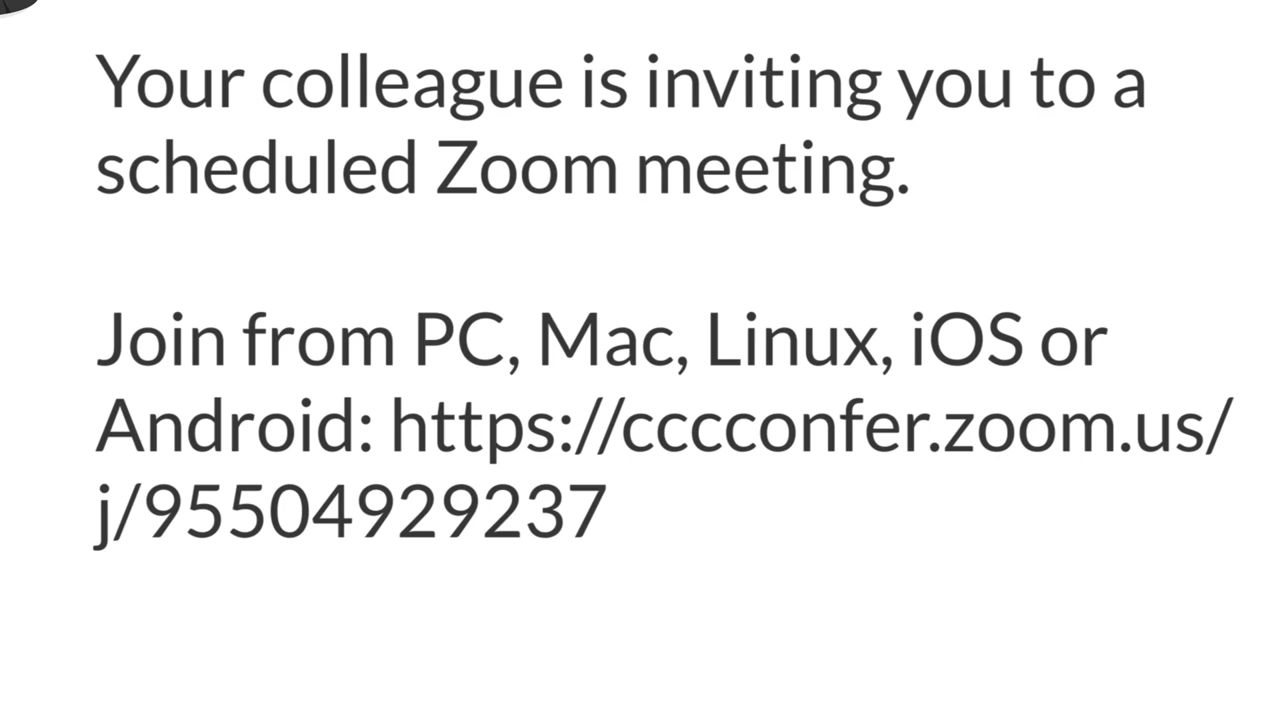 Your colleague is inviting you to a
scheduled Zoom meeting.
Join from PC, Mac, Linux, iOS or
Android: https://cccconfer.zoom.us/
j/95504929237